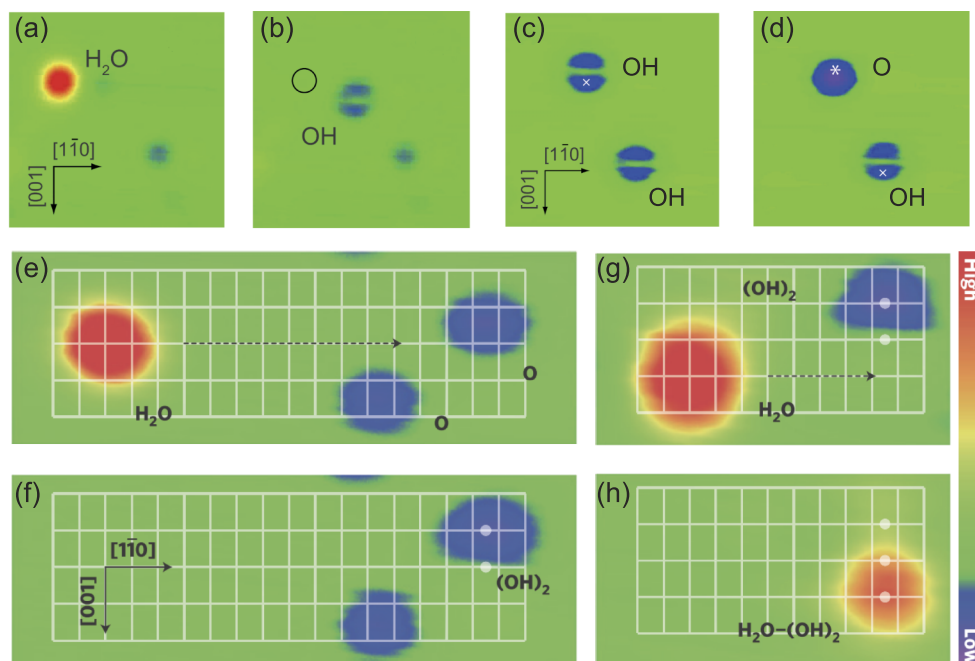 (a)
H₂O
[11̄0]
[001]
(b)
OH
(c)
OH
×
[11̄0]
[001]
×
OH
(d)
*
O
×
OH
(e)
H₂O
O
O
(f)
[11̄0]
[001]
(OH)₂
(g)
(OH)₂
H₂O
(h)
H₂O–(OH)₂
High
Low